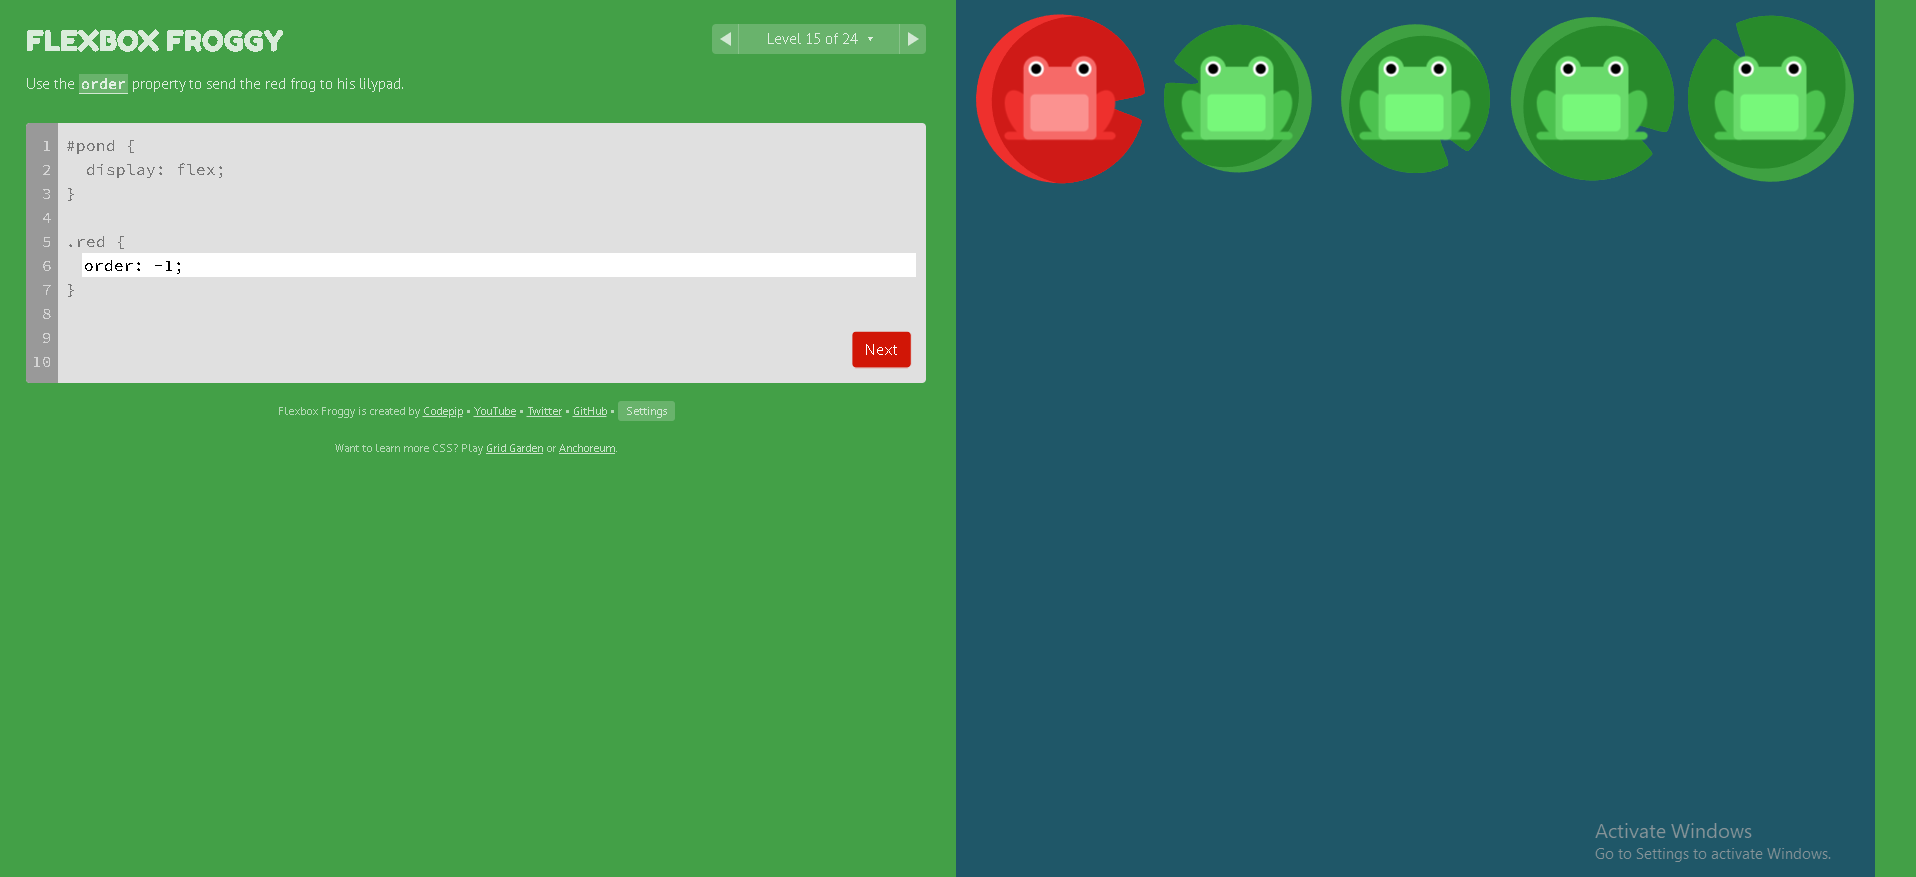 FLEXBOX FROGGY
Level 15 of 24 ▾
Use the order property to send the red frog to his lilypad.
1 #pond {
2   display: flex;
3 }
4
5 .red {
6   order: -1;
7 }
8
9
10
Next
Flexbox Froggy is created by Codepip • YouTube • Twitter • GitHub • Settings
Want to learn more CSS? Play Grid Garden or Anchoreum.
Activate Windows
Go to Settings to activate Windows.